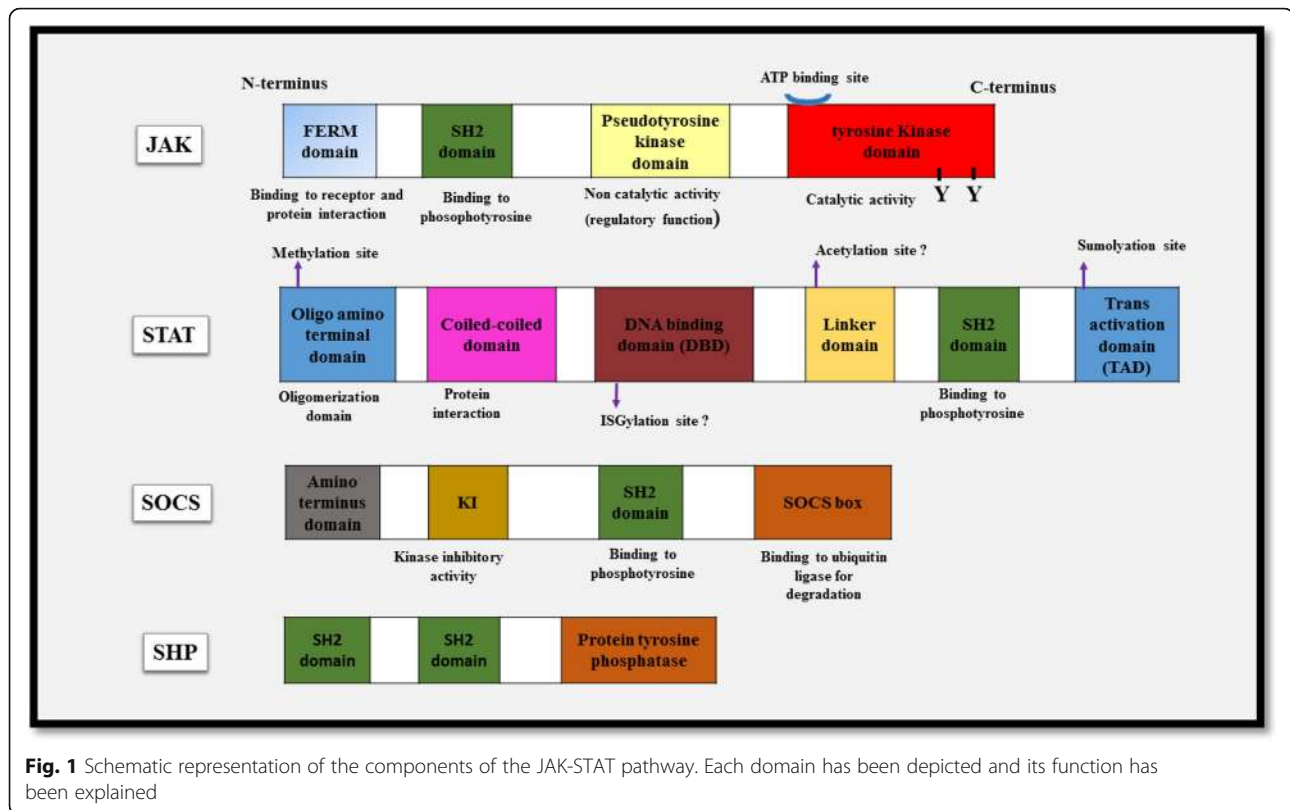 N-terminus
ATP binding site
C-terminus
JAK
FERM
domain
SH2
domain
Pseudotyrosine
kinase
domain
tyrosine Kinase
domain
Binding to receptor and
protein interaction
Binding to
phosophotyrosine
Non catalytic activity
(regulatory function)
Catalytic activity
Y Y
Methylation site
Acetylation site ?
Sumolyation site
STAT
Oligo amino
terminal
domain
Coiled-coiled
domain
DNA binding
domain (DBD)
Linker
domain
SH2
domain
Trans
activation
domain
(TAD)
Oligomerization
domain
Protein
interaction
ISGylation site ?
Binding to
phosphotyrosine
SOCS
Amino
terminus
domain
KI
SH2
domain
SOCS box
Kinase inhibitory
activity
Binding to
phosphotyrosine
Binding to ubiquitin
ligase for
degradation
SHP
SH2
domain
SH2
domain
Protein tyrosine
phosphatase
Fig. 1 Schematic representation of the components of the JAK-STAT pathway. Each domain has been depicted and its function has
been explained